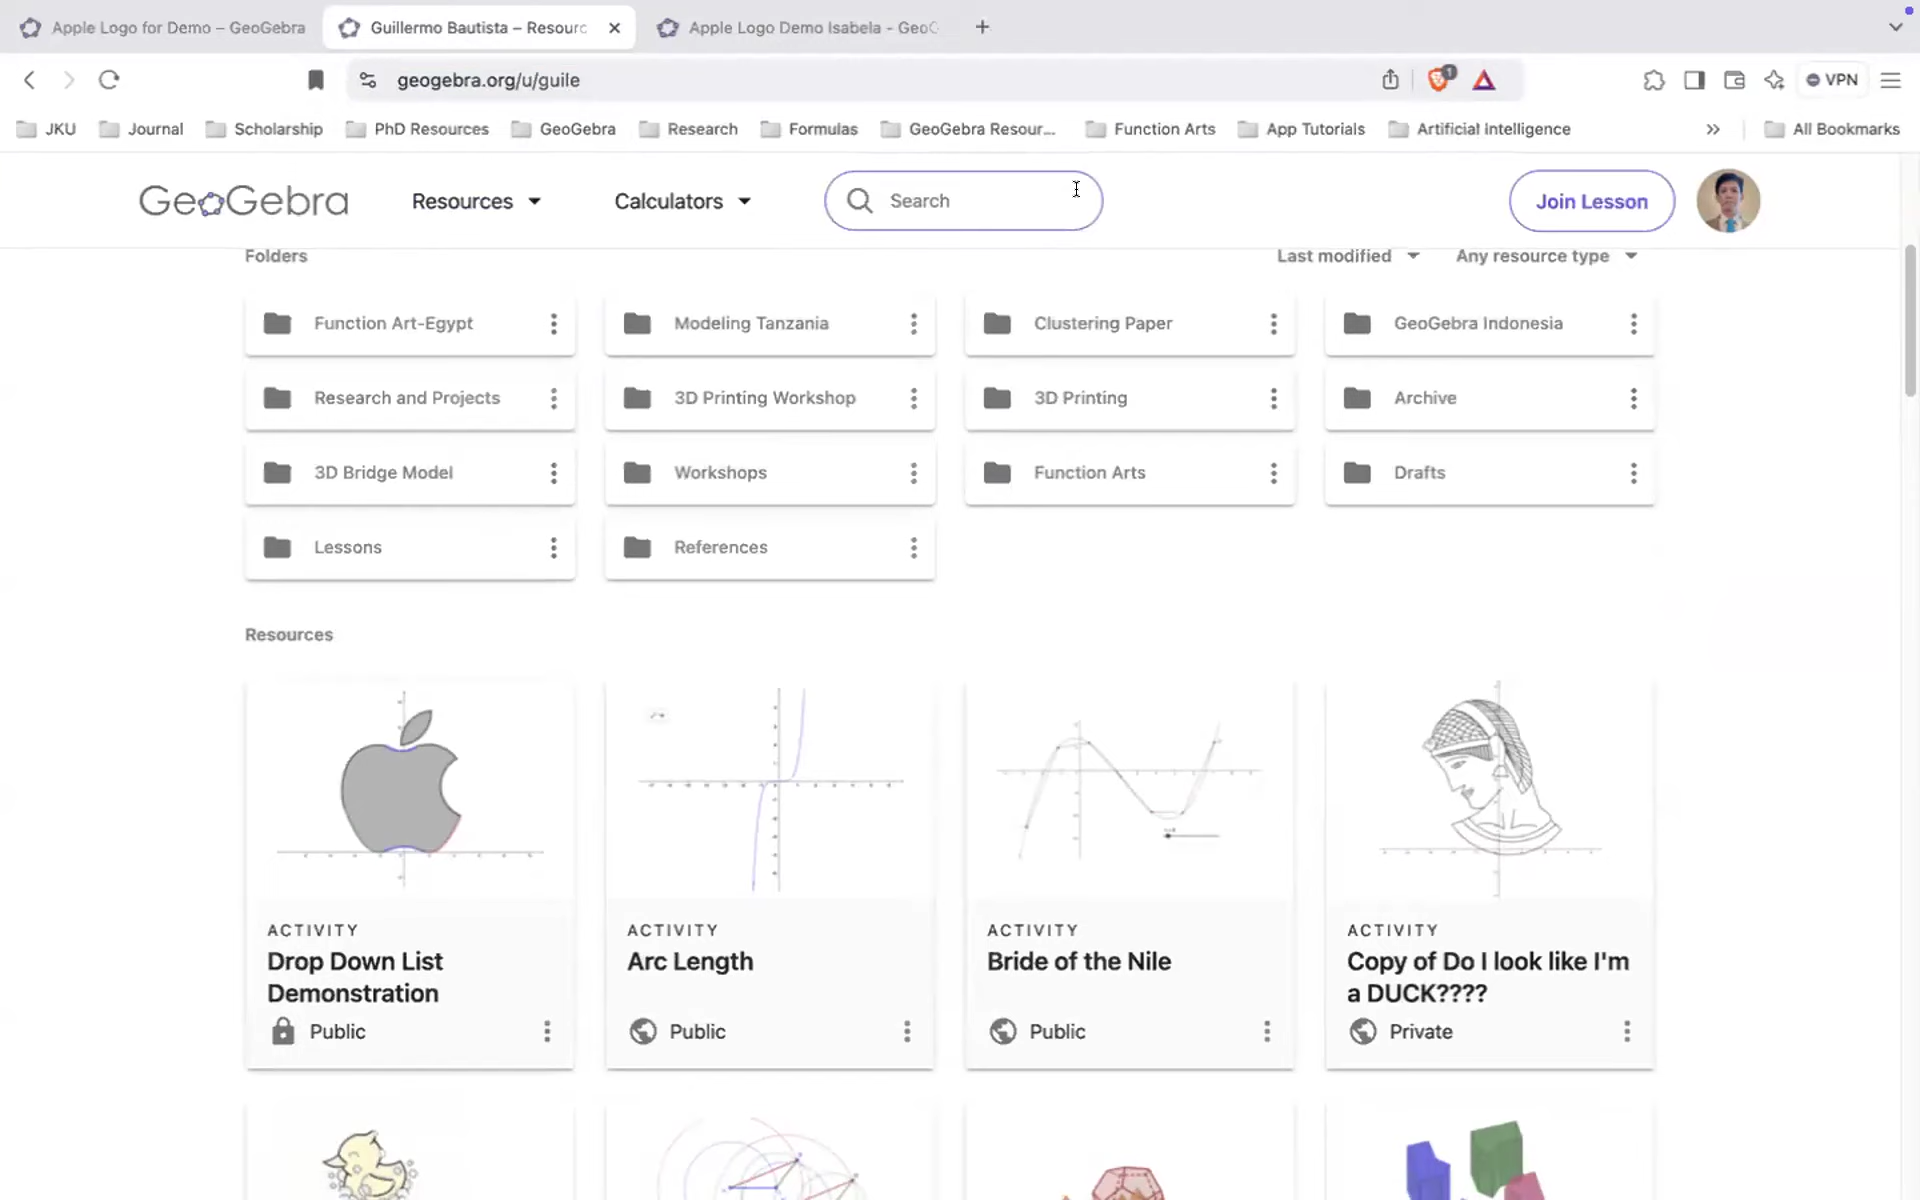 Apple Logo for Demo – GeoGebra
Guillermo Bautista – Resourc
Apple Logo Demo Isabela - GeoG
geogebra.org/u/guile
1
VPN
JKU
Journal
Scholarship
PhD Resources
GeoGebra
Research
Formulas
GeoGebra Resour...
Function Arts
App Tutorials
Artificial Intelligence
All Bookmarks
GeoGebra
Resources
Calculators
Search
Join Lesson
Folders
Last modified
Any resource type
Function Art-Egypt
Modeling Tanzania
Clustering Paper
GeoGebra Indonesia
Research and Projects
3D Printing Workshop
3D Printing
Archive
3D Bridge Model
Workshops
Function Arts
Drafts
Lessons
References
Resources
ACTIVITY
Drop Down List
Demonstration
Public
ACTIVITY
Arc Length
Public
ACTIVITY
Bride of the Nile
Public
ACTIVITY
Copy of Do I look like I'm
a DUCK????
Private